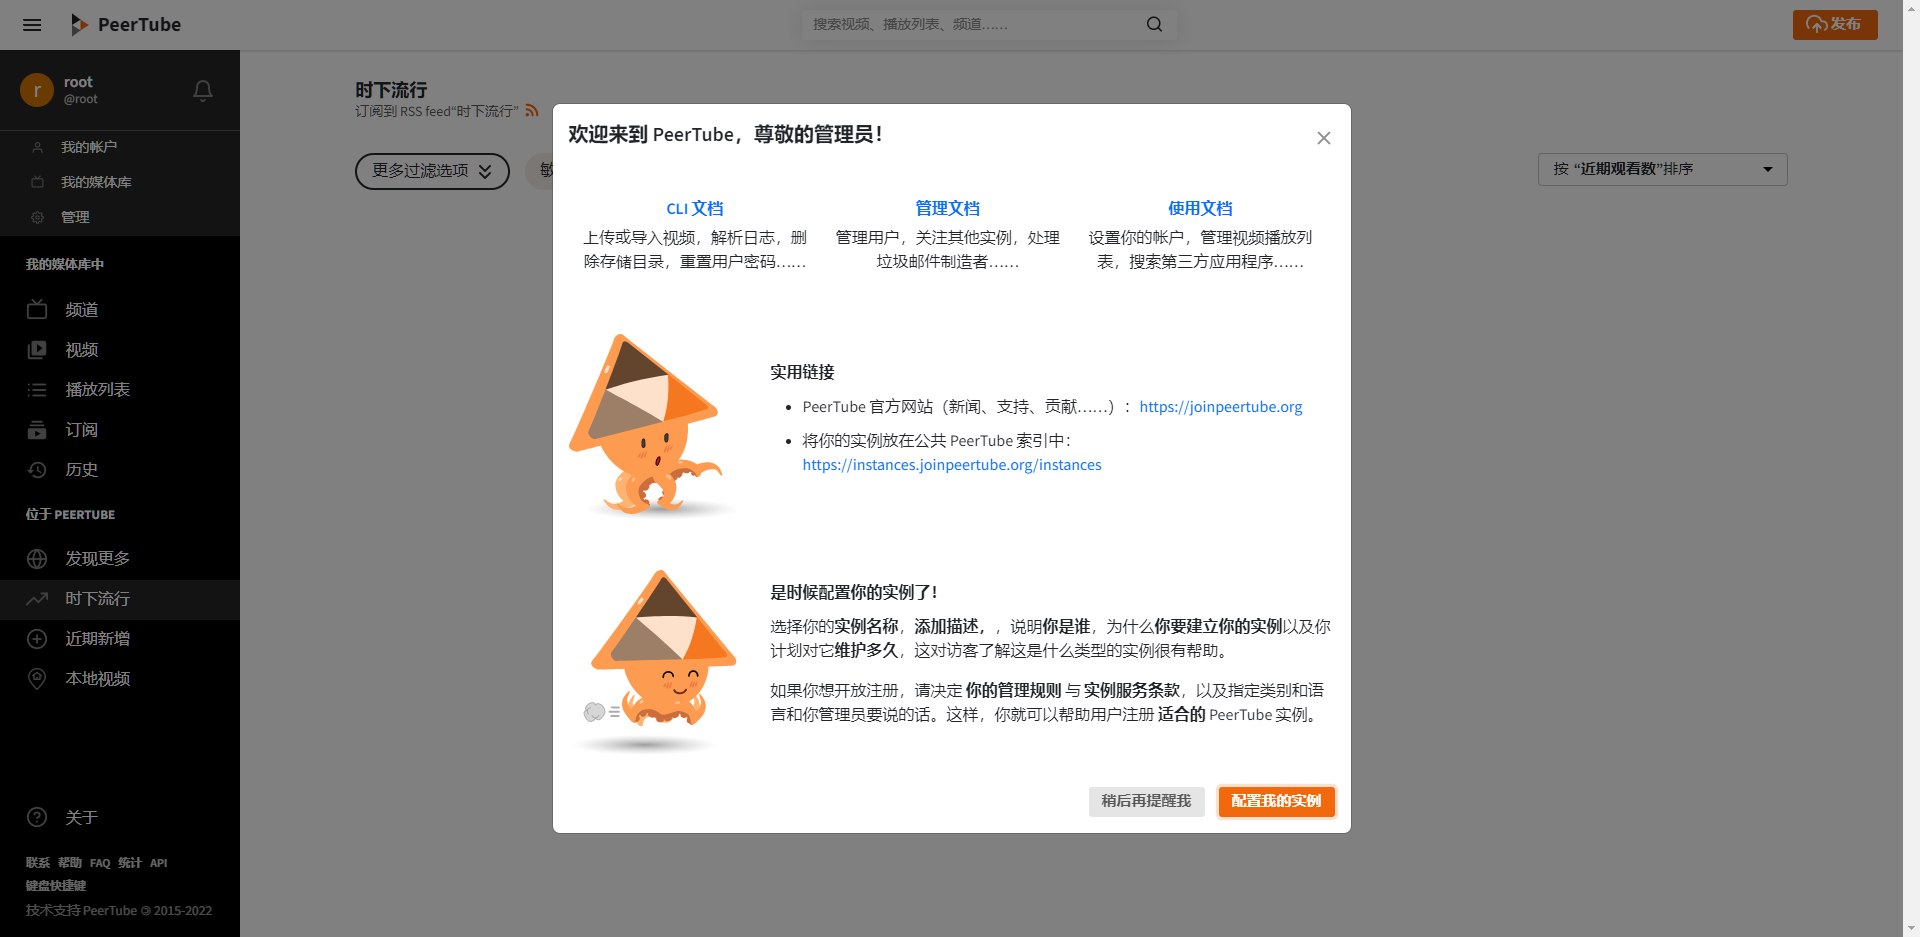 PeerTube
搜索视频、播放列表、频道……
发布
r
root
@root
我的帐户
我的媒体库
管理
我的媒体库中
频道
视频
播放列表
订阅
历史
位于 PEERTUBE
发现更多
时下流行
近期新增
本地视频
关于
联系 帮助 FAQ 统计 API
键盘快捷键
技术支持 PeerTube 2015-2022
时下流行
订阅到 RSS feed“时下流行”
更多过滤选项
敏
按 “近期观看数”排序
欢迎来到 PeerTube，尊敬的管理员！
CLI 文档
上传或导入视频，解析日志，删
除存储目录，重置用户密码……
管理文档
管理用户，关注其他实例，处理
垃圾邮件制造者……
使用文档
设置你的帐户，管理视频播放列
表，搜索第三方应用程序……
实用链接
PeerTube 官方网站（新闻、支持、贡献……）： https://joinpeertube.org
将你的实例放在公共 PeerTube 索引中：
https://instances.joinpeertube.org/instances
是时候配置你的实例了！
选择你的实例名称，添加描述，，说明你是谁，为什么你要建立你的实例以及你
计划对它维护多久，这对访客了解这是什么类型的实例很有帮助。
如果你想开放注册，请决定 你的管理规则 与 实例服务条款，以及指定类别和语
言和你管理员要说的话。这样，你就可以帮助用户注册 适合的 PeerTube 实例。
稍后再提醒我
配置我的实例